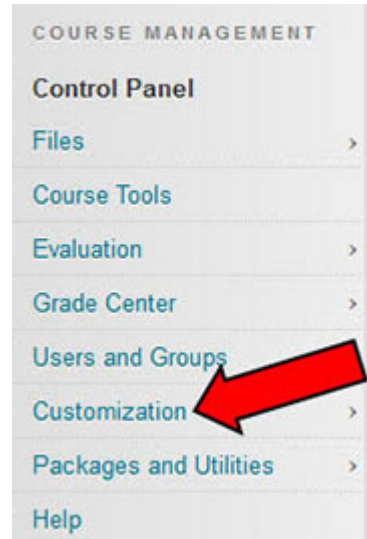 COURSE MANAGEMENT
Control Panel
Files
Course Tools
Evaluation
Grade Center
Users and Groups
Customization
Packages and Utilities
Help